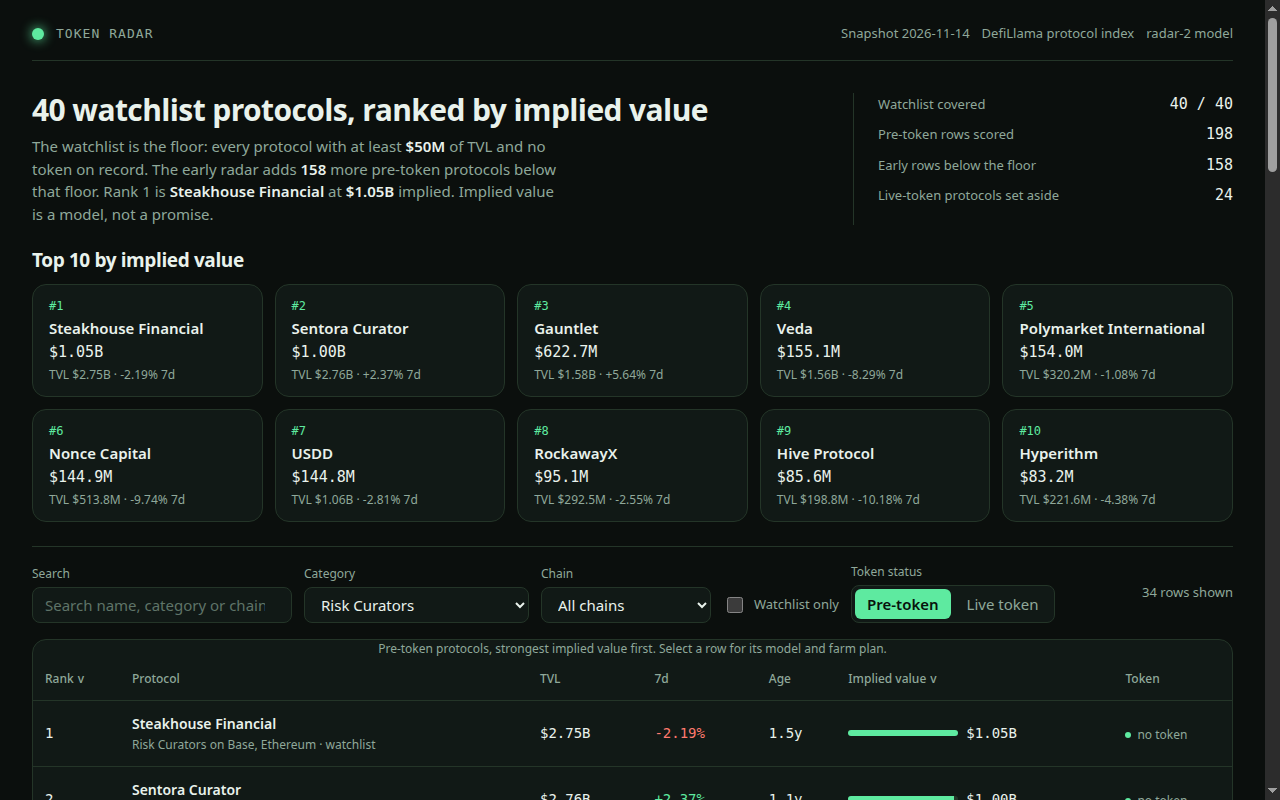 TOKEN RADAR
Snapshot 2026-11-14 DefiLlama protocol index radar-2 model
40 watchlist protocols, ranked by implied value
The watchlist is the floor: every protocol with at least $50M of TVL and no
token on record. The early radar adds 158 more pre-token protocols below
that floor. Rank 1 is Steakhouse Financial at $1.05B implied. Implied value
is a model, not a promise.
Watchlist covered 40 / 40
Pre-token rows scored 198
Early rows below the floor 158
Live-token protocols set aside 24
Top 10 by implied value
#1
Steakhouse Financial
$1.05B
TVL $2.75B · -2.19% 7d
#2
Sentora Curator
$1.00B
TVL $2.76B · +2.37% 7d
#3
Gauntlet
$622.7M
TVL $1.58B · +5.64% 7d
#4
Veda
$155.1M
TVL $1.56B · -8.29% 7d
#5
Polymarket International
$154.0M
TVL $320.2M · -1.08% 7d
#6
Nonce Capital
$144.9M
TVL $513.8M · -9.74% 7d
#7
USDD
$144.8M
TVL $1.06B · -2.81% 7d
#8
RockawayX
$95.1M
TVL $292.5M · -2.55% 7d
#9
Hive Protocol
$85.6M
TVL $198.8M · -10.18% 7d
#10
Hyperithm
$83.2M
TVL $221.6M · -4.38% 7d
Search
Search name, category or chain
Category
Risk Curators
Chain
All chains
Watchlist only
Token status
Pre-token Live token
34 rows shown
Pre-token protocols, strongest implied value first. Select a row for its model and farm plan.
Rank v Protocol TVL 7d Age Implied value v Token
1 Steakhouse Financial $2.75B -2.19% 1.5y $1.05B no token
Risk Curators on Base, Ethereum · watchlist
2 Sentora Curator $2.76B +2.37% 1.1y $1.00B no token